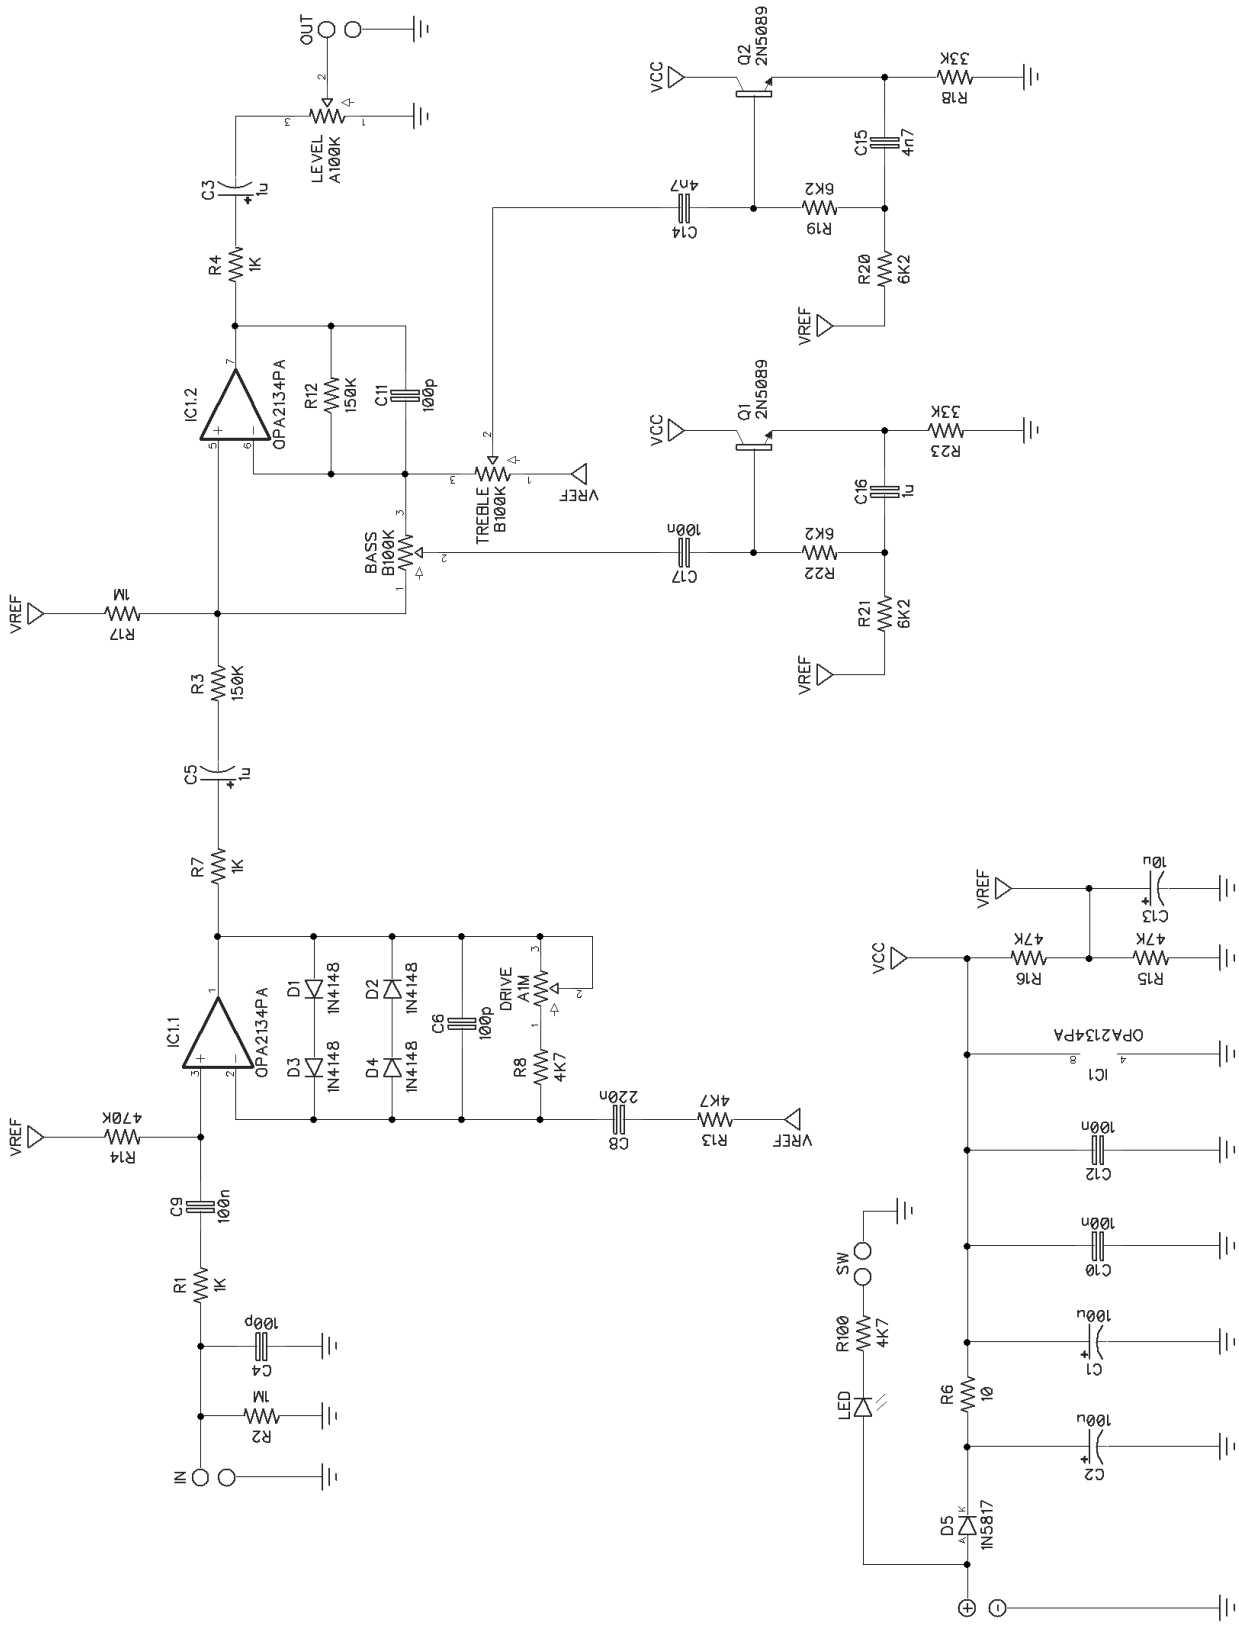 IN
R2
1M
C4
100p
R1
1K
C9
100n
VREF
R14
470K
3
+
2
-
1
IC1.1
OPA2134PA
D3
1N4148
D1
1N4148
D4
1N4148
D2
1N4148
C6
100p
R8
4K7
DRIVE
A1M
1
2
3
C8
220n
R13
4K7
VREF
R7
1K
C5
+
1u
R3
150K
VREF
R17
1M
5
+
6
-
7
IC1.2
OPA2134PA
R12
150K
C11
100p
BASS
B100K
1
2
3
TREBLE
B100K
1
2
3
VREF
R4
1K
C3
+
1u
LEVEL
A100K
1
2
3
OUT
C17
100n
VCC
Q1
2N5089
R22
6K2
VREF
R21
6K2
C16
1u
R23
33K
C14
4n7
VCC
Q2
2N5089
R19
6K2
VREF
R20
6K2
C15
4n7
R18
33K
LED
R100
4K7
SW
+
-
D5
A
K
1N5817
C2
+
100u
R6
10
C1
+
100u
C10
100n
C12
100n
IC1
8
4
OPA2134PA
VCC
R16
47K
R15
47K
VREF
C13
+
10u